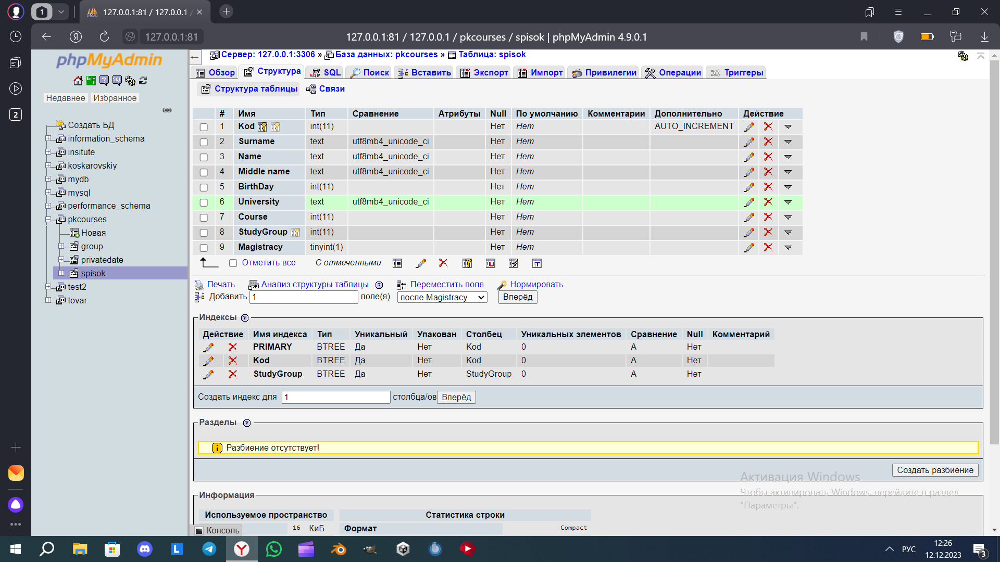 1
127.0.0.1:81 / 127.0.0.1 /
127.0.0.1:81
127.0.0.1:81 / 127.0.0.1 / pkcourses / spisok | phpMyAdmin 4.9.0.1
2
phpMyAdmin
Недавнее Избранное
Создать БД
information_schema
insitute
koskarovskiy
mydb
mysql
performance_schema
pkcourses
Новая
group
privatedate
spisok
test2
tovar
Сервер: 127.0.0.1:3306 » База данных: pkcourses » Таблица: spisok
Обзор Структура SQL Поиск Вставить Экспорт Импорт Привилегии Операции Триггеры
Структура таблицы Связи
# Имя Тип Сравнение Атрибуты Null По умолчанию Комментарии Дополнительно Действие
1 Kod int(11) Нет Нет AUTO_INCREMENT
2 Surname text utf8mb4_unicode_ci Нет Нет
3 Name text utf8mb4_unicode_ci Нет Нет
4 Middle name text utf8mb4_unicode_ci Нет Нет
5 BirthDay int(11) Нет Нет
6 University text utf8mb4_unicode_ci Нет Нет
7 Course int(11) Нет Нет
8 StudyGroup int(11) Нет Нет
9 Magistracy tinyint(1) Нет Нет
Отметить все С отмеченными:
Печать Анализ структуры таблицы Переместить поля Нормировать
Добавить 1 поле(я) после Magistracy Вперёд
Индексы
Действие Имя индекса Тип Уникальный Упакован Столбец Уникальных элементов Сравнение Null Комментарий
PRIMARY BTREE Да Нет Kod 0 A Нет
Kod BTREE Да Нет Kod 0 A Нет
StudyGroup BTREE Да Нет StudyGroup 0 A Нет
Создать индекс для 1 столбца/ов Вперёд
Разделы
Разбиение отсутствует!
Создать разбиение
Активация Windows
Чтобы активировать Windows, перейдите в раздел
"Параметры".
Информация
Используемое пространство Статистика строки
16 КиБ Формат Compact
Консоль
РУС
12:26
12.12.2023
3